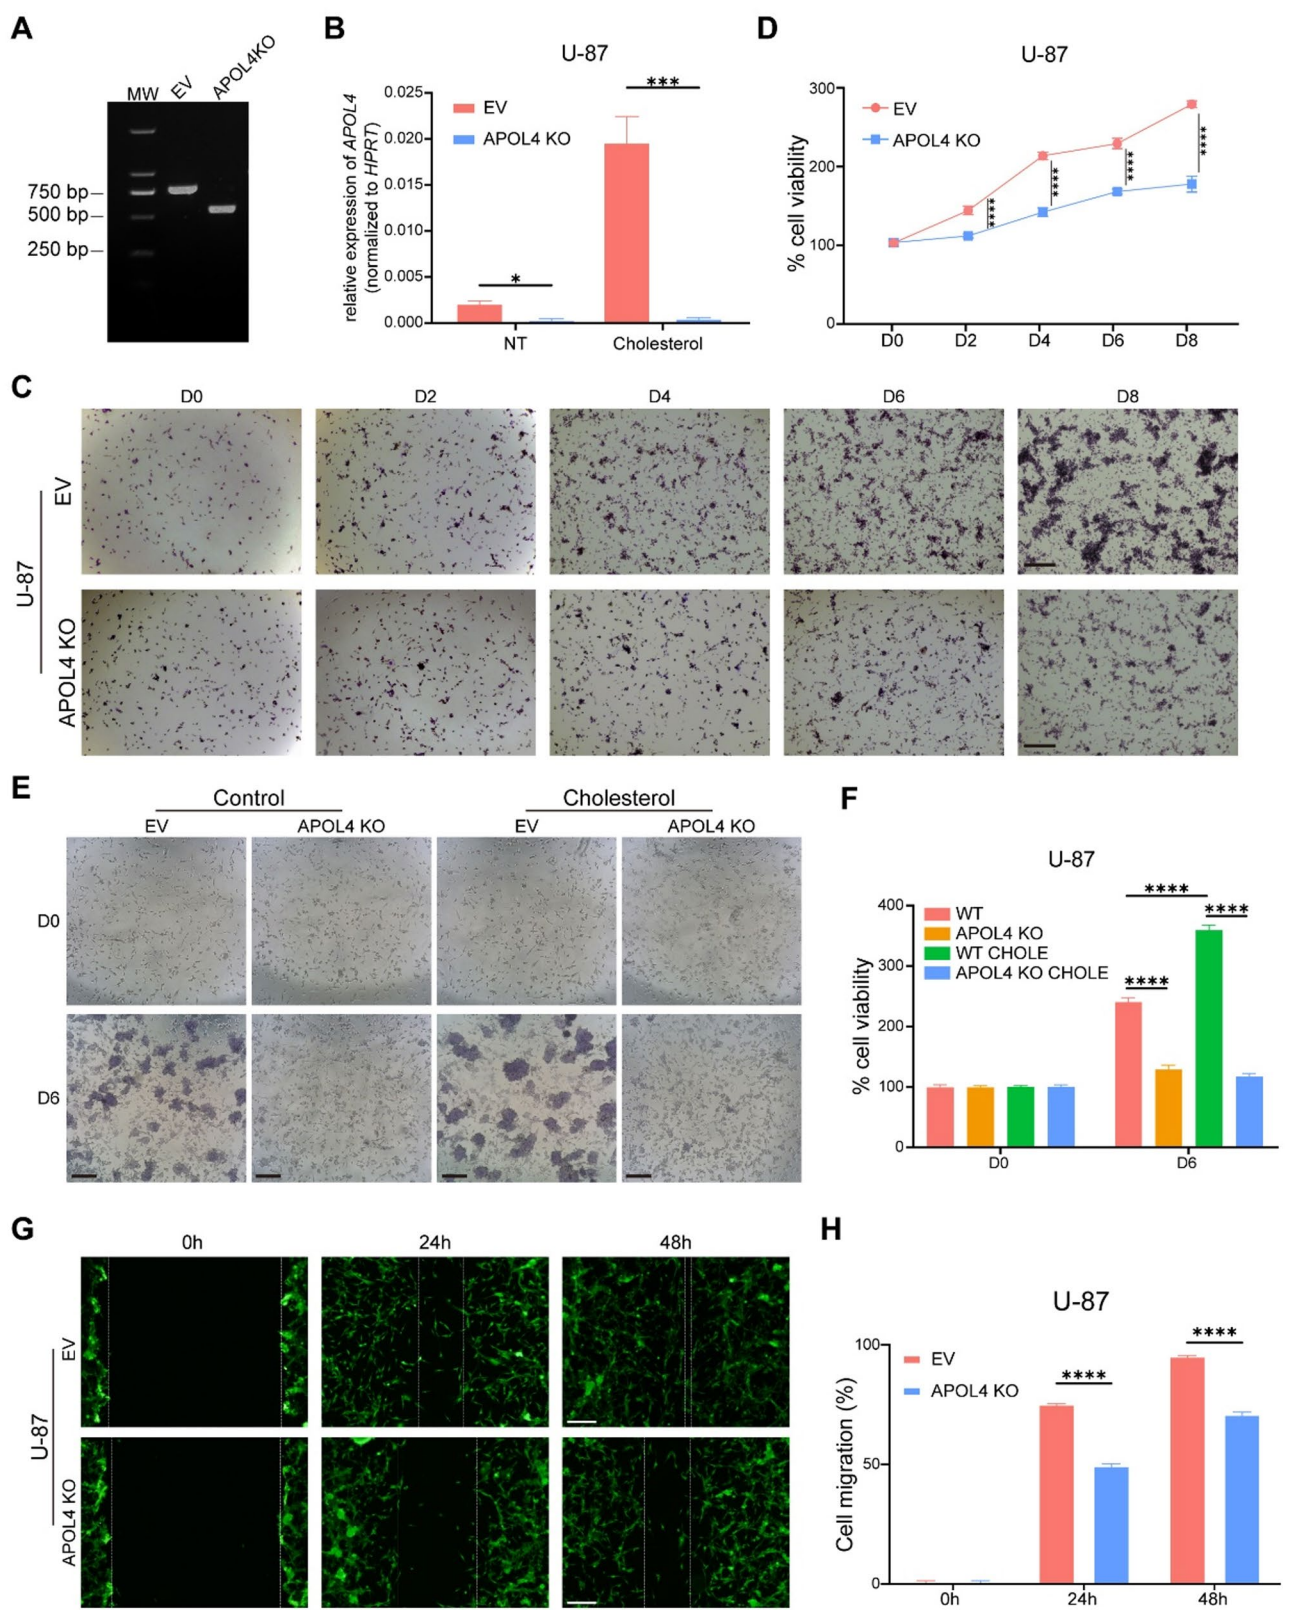 A
MW
EV
APOL4KO
750 bp
500 bp
250 bp
B
U-87
relative expression of APOL4
(normalized to HPRT)
0.025
0.020
0.015
0.010
0.005
0.000
EV
APOL4 KO
*
***
NT
Cholesterol
D
U-87
% cell viability
300
200
100
0
EV
APOL4 KO
****
****
****
****
D0
D2
D4
D6
D8
C
D0
D2
D4
D6
D8
U-87
EV
APOL4 KO
E
Control
Cholesterol
EV
APOL4 KO
EV
APOL4 KO
D0
D6
F
U-87
% cell viability
400
300
200
100
0
WT
APOL4 KO
WT CHOLE
APOL4 KO CHOLE
****
****
****
D0
D6
G
0h
24h
48h
U-87
EV
APOL4 KO
H
U-87
Cell migration (%)
100
50
0
EV
APOL4 KO
****
****
0h
24h
48h